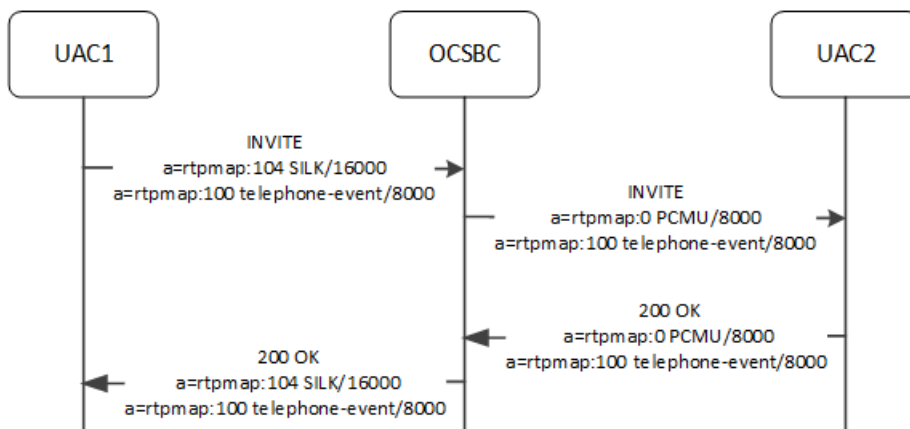 UAC1
OCSBC
UAC2
INVITE
a=rtpmap:104 SILK/16000
a=rtpmap:100 telephone-event/8000
INVITE
a=rtpmap:0 PCMU/8000
a=rtpmap:100 telephone-event/8000
200 OK
a=rtpmap:0 PCMU/8000
a=rtpmap:100 telephone-event/8000
200 OK
a=rtpmap:104 SILK/16000
a=rtpmap:100 telephone-event/8000